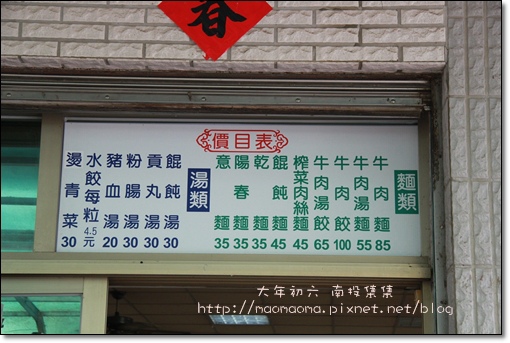 春
價目表
麵類
牛肉麵 85
牛肉湯麵 55
牛肉餃 100
牛肉湯餃 65
榨菜肉絲麵 45
餛飩麵 45
乾麵 35
陽春麵 35
意麵 35
湯類
餛飩湯 30
貢丸湯 30
粉腸湯 30
豬血湯 20
水餃每粒4.5元
燙青菜 30
大年初六 南投集集
http://maomaoma.pixnet.net/blog